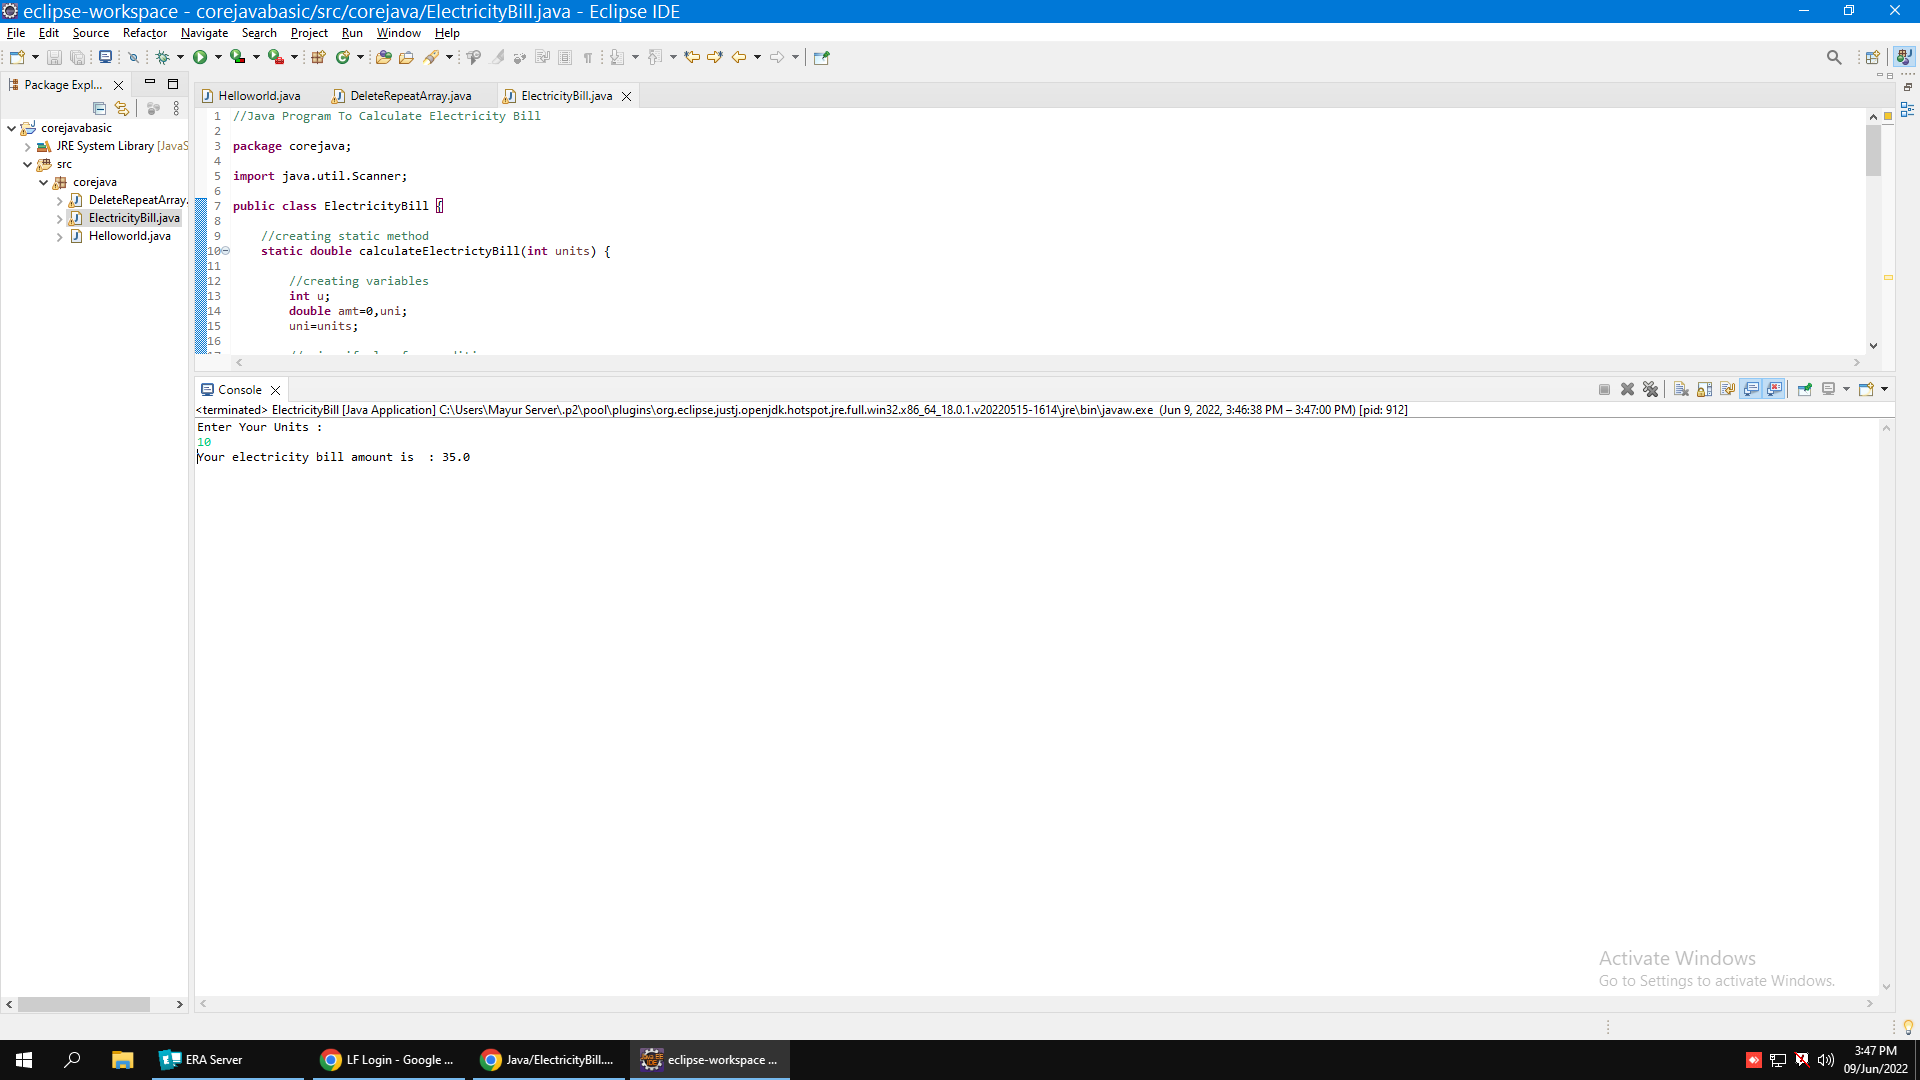 eclipse-workspace - corejavabasic/src/corejava/ElectricityBill.java - Eclipse IDE
File Edit Source Refactor Navigate Search Project Run Window Help
Package Expl...
corejavabasic
JRE System Library [JavaS
src
corejava
DeleteRepeatArray.
ElectricityBill.java
Helloworld.java
Helloworld.java DeleteRepeatArray.java ElectricityBill.java
1 //Java Program To Calculate Electricity Bill
2
3 package corejava;
4
5 import java.util.Scanner;
6
7 public class ElectricityBill {
8
9 //creating static method
10 static double calculateElectrictyBill(int units) {
11
12 //creating variables
13 int u;
14 double amt=0,uni;
15 uni=units;
16
Console
<terminated> ElectricityBill [Java Application] C:\Users\Mayur Server\.p2\pool\plugins\org.eclipse.justj.openjdk.hotspot.jre.full.win32.x86_64_18.0.1.v20220515-1614\jre\bin\javaw.exe (Jun 9, 2022, 3:46:38 PM – 3:47:00 PM) [pid: 912]
Enter Your Units :
10
Your electricity bill amount is  : 35.0
Activate Windows
Go to Settings to activate Windows.
ERA Server
LF Login - Google ...
Java/ElectricityBill....
eclipse-workspace ...
3:47 PM
09/Jun/2022